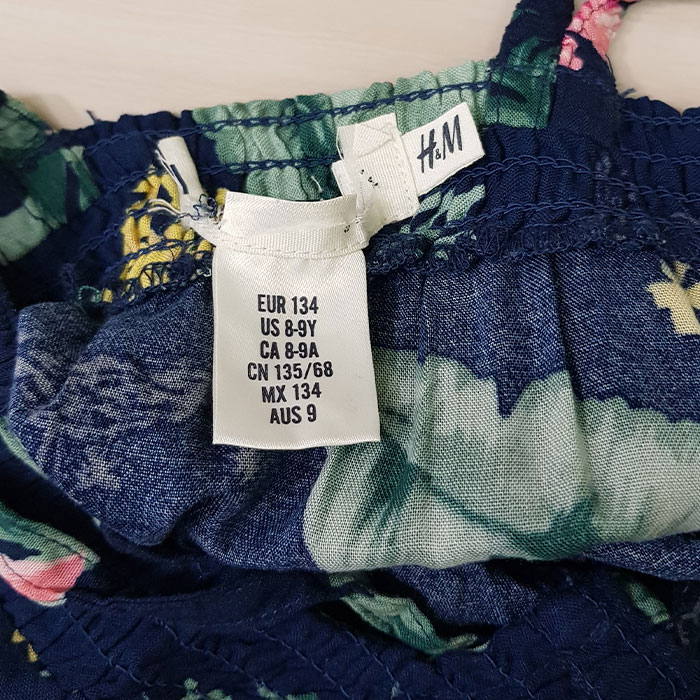 H&M
EUR 134
US 8-9Y
CA 8-9A
CN 135/68
MX 134
AUS 9